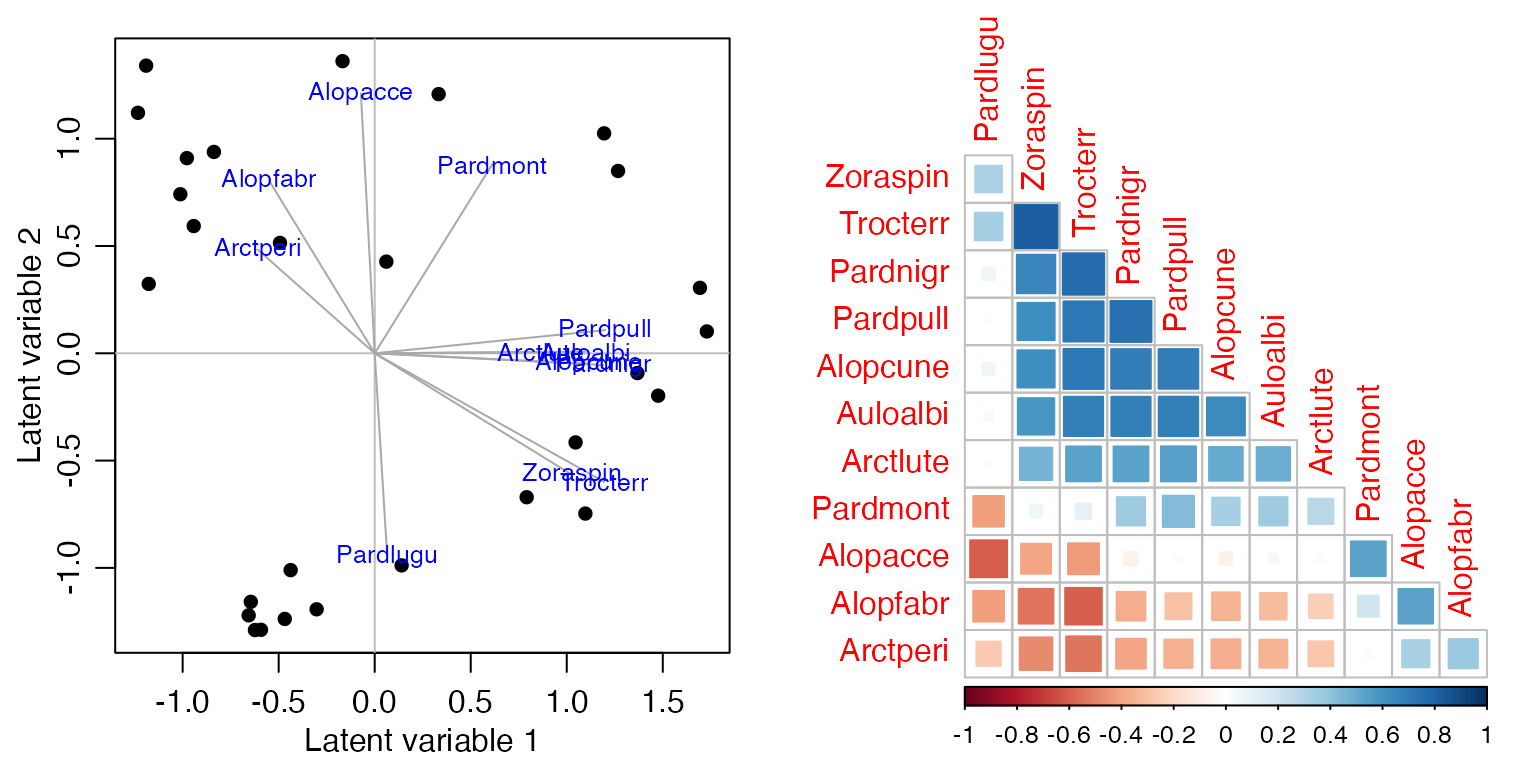 Latent variable 2
1.0
0.5
0.0
-0.5
-1.0
Alopacce
Pardmont
Alopfabr
Arctperi
Pardpull
Arctlute
Auloalbi
Alopcune
Pardnigr
Zoraspin
Trocterr
Pardlugu
-1.0 -0.5 0.0 0.5 1.0 1.5
Latent variable 1
Pardlugu
Zoraspin
Trocterr
Pardnigr
Pardpull
Alopcune
Auloalbi
Arctlute
Pardmont
Alopacce
Alopfabr
Zoraspin
Trocterr
Pardnigr
Pardpull
Alopcune
Auloalbi
Arctlute
Pardmont
Alopacce
Alopfabr
Arctperi
-1 -0.8 -0.6 -0.4 -0.2 0 0.2 0.4 0.6 0.8 1